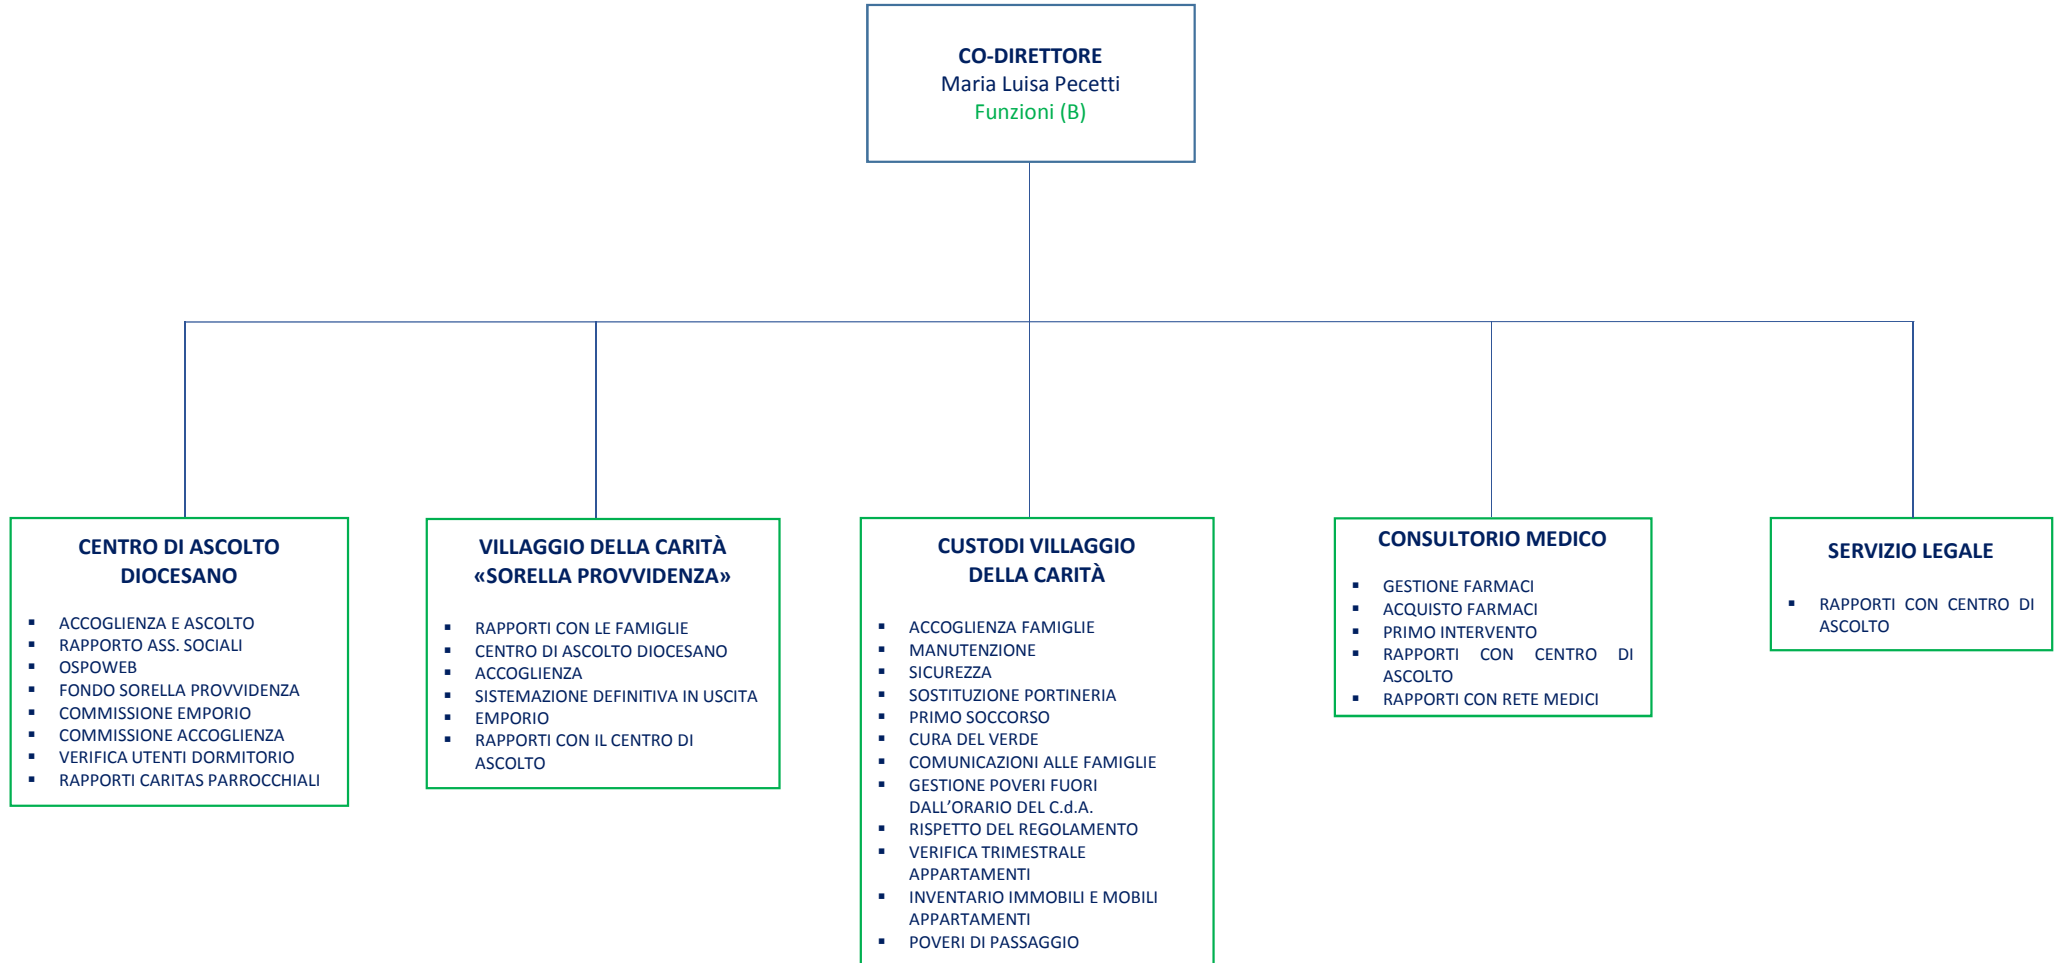 CO-DIRETTORE
Maria Luisa Pecetti
Funzioni (B)
CENTRO DI ASCOLTO
DIOCESANO
▪ ACCOGLIENZA E ASCOLTO
▪ RAPPORTO ASS. SOCIALI
▪ OSPOWEB
▪ FONDO SORELLA PROVVIDENZA
▪ COMMISSIONE EMPORIO
▪ COMMISSIONE ACCOGLIENZA
▪ VERIFICA UTENTI DORMITORIO
▪ RAPPORTI CARITAS PARROCCHIALI
VILLAGGIO DELLA CARITÀ
«SORELLA PROVVIDENZA»
▪ RAPPORTI CON LE FAMIGLIE
▪ CENTRO DI ASCOLTO DIOCESANO
▪ ACCOGLIENZA
▪ SISTEMAZIONE DEFINITIVA IN USCITA
▪ EMPORIO
▪ RAPPORTI CON IL CENTRO DI
ASCOLTO
CUSTODI VILLAGGIO
DELLA CARITÀ
▪ ACCOGLIENZA FAMIGLIE
▪ MANUTENZIONE
▪ SICUREZZA
▪ SOSTITUZIONE PORTINERIA
▪ PRIMO SOCCORSO
▪ CURA DEL VERDE
▪ COMUNICAZIONI ALLE FAMIGLIE
▪ GESTIONE POVERI FUORI
DALL'ORARIO DEL C.d.A.
▪ RISPETTO DEL REGOLAMENTO
▪ VERIFICA TRIMESTRALE
APPARTAMENTI
▪ INVENTARIO IMMOBILI E MOBILI
APPARTAMENTI
▪ POVERI DI PASSAGGIO
CONSULTORIO MEDICO
▪ GESTIONE FARMACI
▪ ACQUISTO FARMACI
▪ PRIMO INTERVENTO
▪ RAPPORTI CON CENTRO DI
ASCOLTO
▪ RAPPORTI CON RETE MEDICI
SERVIZIO LEGALE
▪ RAPPORTI CON CENTRO DI
ASCOLTO